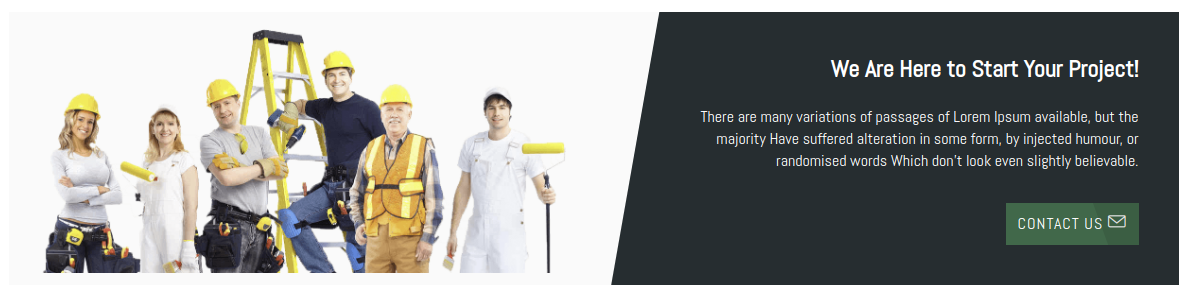 We Are Here to Start Your Project!
There are many variations of passages of Lorem Ipsum available, but the
majority Have suffered alteration in some form, by injected humour, or
randomised words Which don't look even slightly believable.
CONTACT US